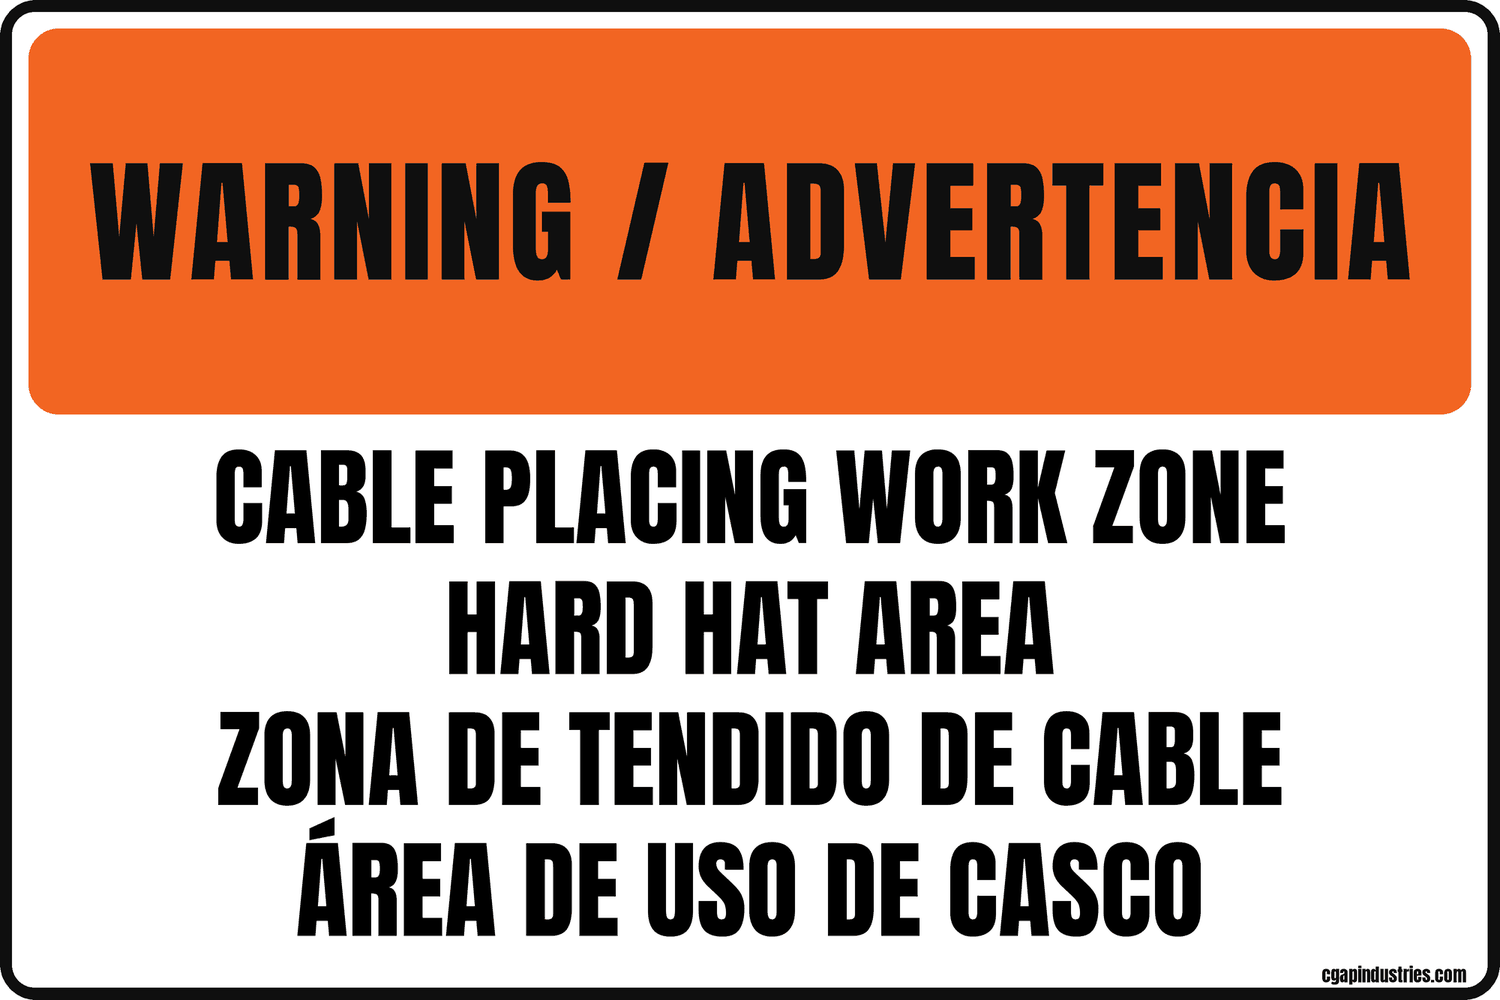 WARNING / ADVERTENCIA
CABLE PLACING WORK ZONE
HARD HAT AREA
ZONA DE TENDIDO DE CABLE
ÁREA DE USO DE CASCO
cgapindustries.com